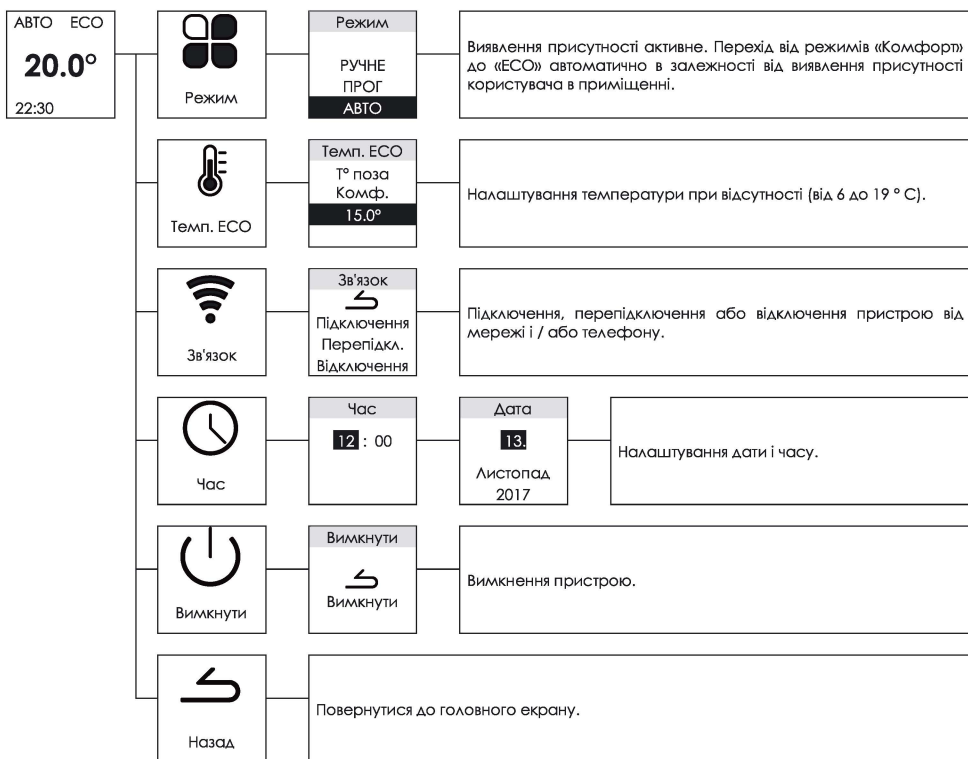 АВТО ECO
20.0°
22:30
Режим
Режим
РУЧНЕ
ПРОГ
АВТО
Виявлення присутності активне. Перехід від режимів «Комфорт»
до «ECO» автоматично в залежності від виявлення присутності
користувача в приміщенні.
Темп. ECO
Темп. ECO
T° поза
Комф.
15.0°
Налаштування температури при відсутності (від 6 до 19 ° С).
Зв'язок
Зв'язок
Підключення
Перепідкл.
Відключення
Підключення, перепідключення або відключення пристрою від
мережі і / або телефону.
Час
Час
12 : 00
Дата
13.
Листопад
2017
Налаштування дати і часу.
Вимкнути
Вимкнути
Вимкнути
Вимкнення пристрою.
Назад
Повернутися до головного екрану.